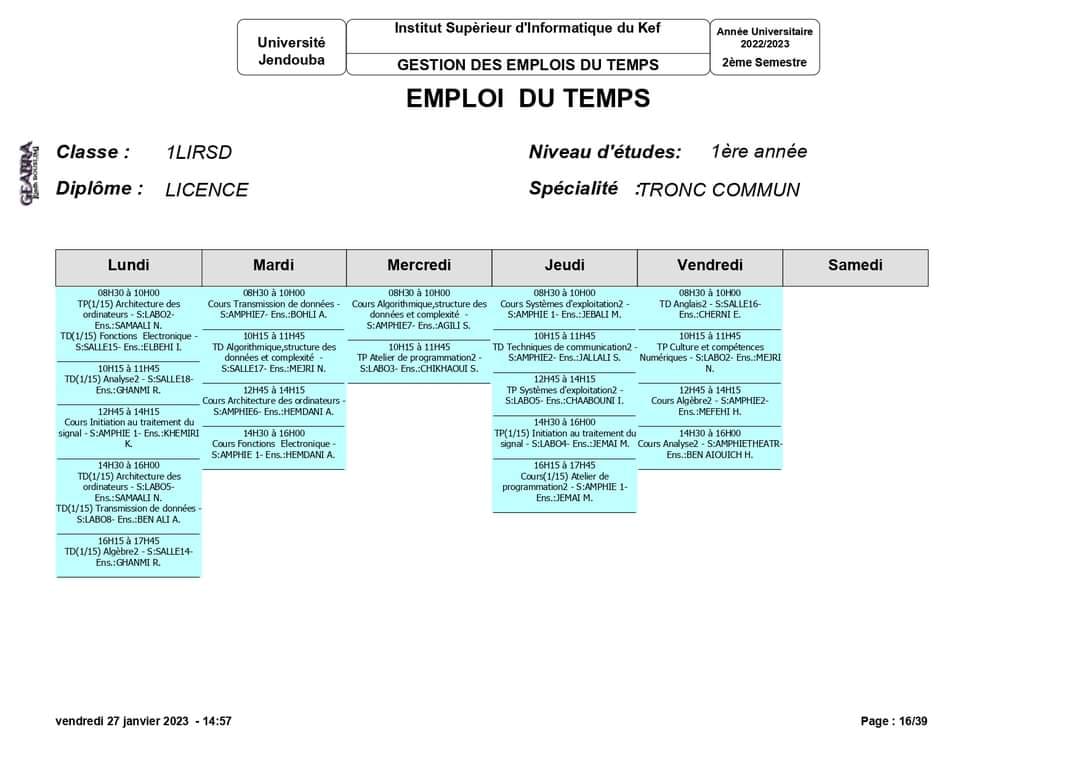 Université
Jendouba
Institut Supèrieur d'Informatique du Kef
GESTION DES EMPLOIS DU TEMPS
Année Universitaire
2022/2023
2ème Semestre
EMPLOI DU TEMPS
GEABRA
Classe : 1LIRSD
Niveau d'études: 1ère année
Diplôme : LICENCE
Spécialité :TRONC COMMUN
Lundi
08H30 à 10H00
TP(1/15) Architecture des
ordinateurs - S:LABO2-
Ens.:SAMAALI N.
TD(1/15) Fonctions Electronique -
S:SALLE15- Ens.:ELBEHI I.
10H15 à 11H45
TD(1/15) Analyse2 - S:SALLE18-
Ens.:GHANMI R.
12H45 à 14H15
Cours Initiation au traitement du
signal - S:AMPHIE 1- Ens.:KHEMIRI
K.
14H30 à 16H00
TD(1/15) Architecture des
ordinateurs - S:LABO5-
Ens.:SAMAALI N.
TD(1/15) Transmission de données -
S:LABO8- Ens.:BEN ALI A.
16H15 à 17H45
TD(1/15) Algèbre2 - S:SALLE14-
Ens.:GHANMI R.
Mardi
08H30 à 10H00
Cours Transmission de données -
S:AMPHIE7- Ens.:BOHLI A.
10H15 à 11H45
TD Algorithmique,structure des
données et complexité -
S:SALLE17- Ens.:MEJRI N.
12H45 à 14H15
Cours Architecture des ordinateurs -
S:AMPHIE6- Ens.:HEMDANI A.
14H30 à 16H00
Cours Fonctions Electronique -
S:AMPHIE 1- Ens.:HEMDANI A.
Mercredi
08H30 à 10H00
Cours Algorithmique,structure des
données et complexité -
S:AMPHIE7- Ens.:AGILI S.
10H15 à 11H45
TP Atelier de programmation2 -
S:LABO3- Ens.:CHIKHAOUI S.
Jeudi
08H30 à 10H00
Cours Systèmes d'exploitation2 -
S:AMPHIE 1- Ens.:JEBALI M.
10H15 à 11H45
TD Techniques de communication2 -
S:AMPHIE2- Ens.:JALLALI S.
12H45 à 14H15
TP Systèmes d'exploitation2 -
S:LABO5- Ens.:CHAABOUNI I.
14H30 à 16H00
TP(1/15) Initiation au traitement du
signal - S:LABO4- Ens.:JEMAI M.
16H15 à 17H45
Cours(1/15) Atelier de
programmation2 - S:AMPHIE 1-
Ens.:JEMAI M.
Vendredi
08H30 à 10H00
TD Anglais2 - S:SALLE16-
Ens.:CHERNI E.
10H15 à 11H45
TP Culture et compétences
Numériques - S:LABO2- Ens.:MEJRI
N.
12H45 à 14H15
Cours Algèbre2 - S:AMPHIE2-
Ens.:MEFEHI H.
14H30 à 16H00
Cours Analyse2 - S:AMPHIETHEATR-
Ens.:BEN AIOUICH H.
Samedi
vendredi 27 janvier 2023 - 14:57
Page : 16/39